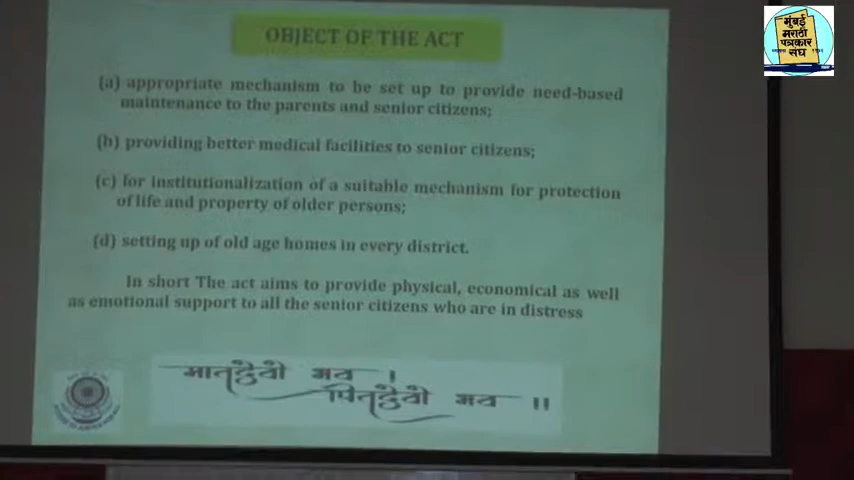 OBJECT OF THE ACT
(a) appropriate mechanism to be set up to provide need-based
maintenance to the parents and senior citizens;
(b) providing better medical facilities to senior citizens;
(c) for institutionalization of a suitable mechanism for protection
of life and property of older persons;
(d) setting up of old age homes in every district.
In short The act aims to provide physical, economical as well
as emotional support to all the senior citizens who are in distress
मातृदेवो भव ।
पितृदेवो भव ॥
मुंबई
मराठी
पत्रकार
संघ